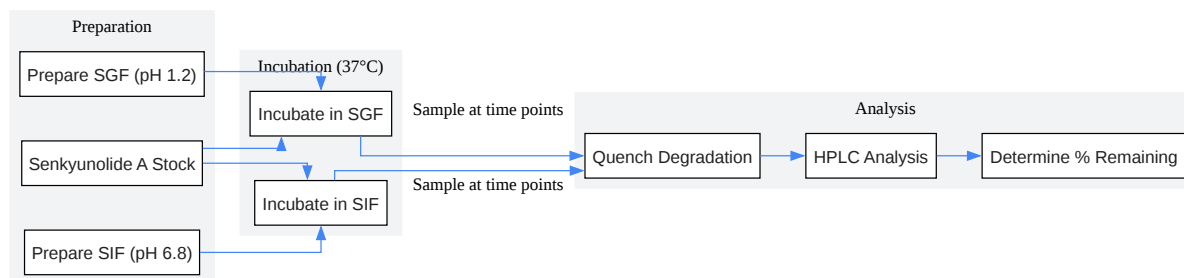 Preparation
Prepare SGF (pH 1.2)
Senkyunolide A Stock
Prepare SIF (pH 6.8)
Incubation (37°C)
Incubate in SGF
Incubate in SIF
Sample at time points
Sample at time points
Analysis
Quench Degradation
HPLC Analysis
Determine % Remaining